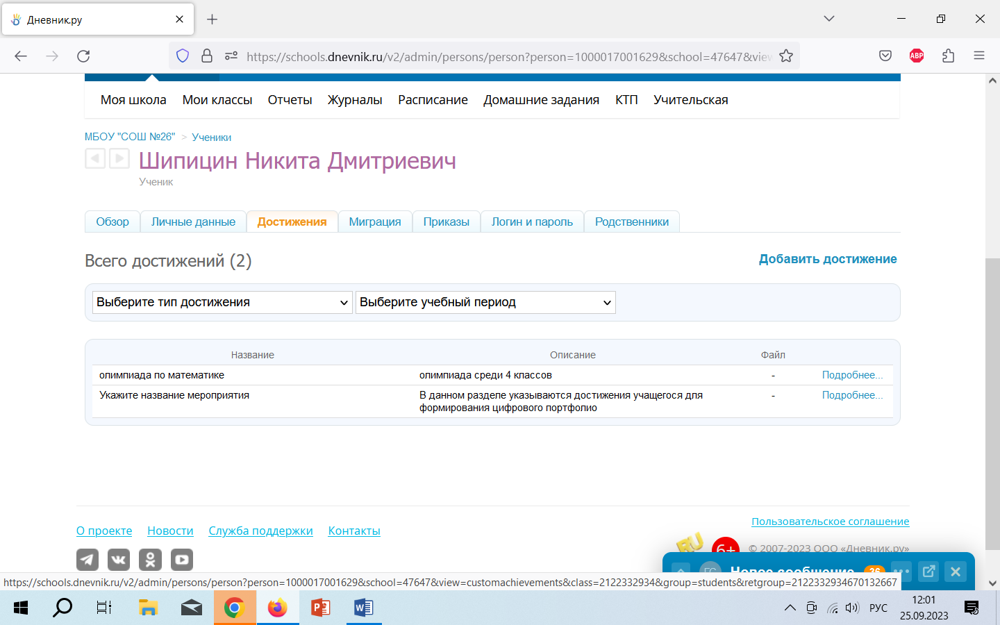 Дневник.ру
https://schools.dnevnik.ru/v2/admin/persons/person?person=1000017001629&school=47647&view
ABP
Моя школа Мои классы Отчеты Журналы Расписание Домашние задания КТП Учительская
МБОУ "СОШ №26" > Ученики
Шипицин Никита Дмитриевич
Ученик
Обзор Личные данные Достижения Миграция Приказы Логин и пароль Родственники
Всего достижений (2) Добавить достижение
Выберите тип достижения Выберите учебный период
Название Описание Файл
олимпиада по математике олимпиада среди 4 классов - Подробнее...
Укажите название мероприятия В данном разделе указываются достижения учащегося для - Подробнее...
формирования цифрового портфолио
Пользовательское соглашение
О проекте Новости Служба поддержки Контакты
RU 6+ © 2007-2023 ООО «Дневник.ру»
Новое сообщение 36
https://schools.dnevnik.ru/v2/admin/persons/person?person=1000017001629&school=47647&view=customachievements&class=2122332934&group=students&retgroup=2122332934670132667
РУС 12:01
25.09.2023